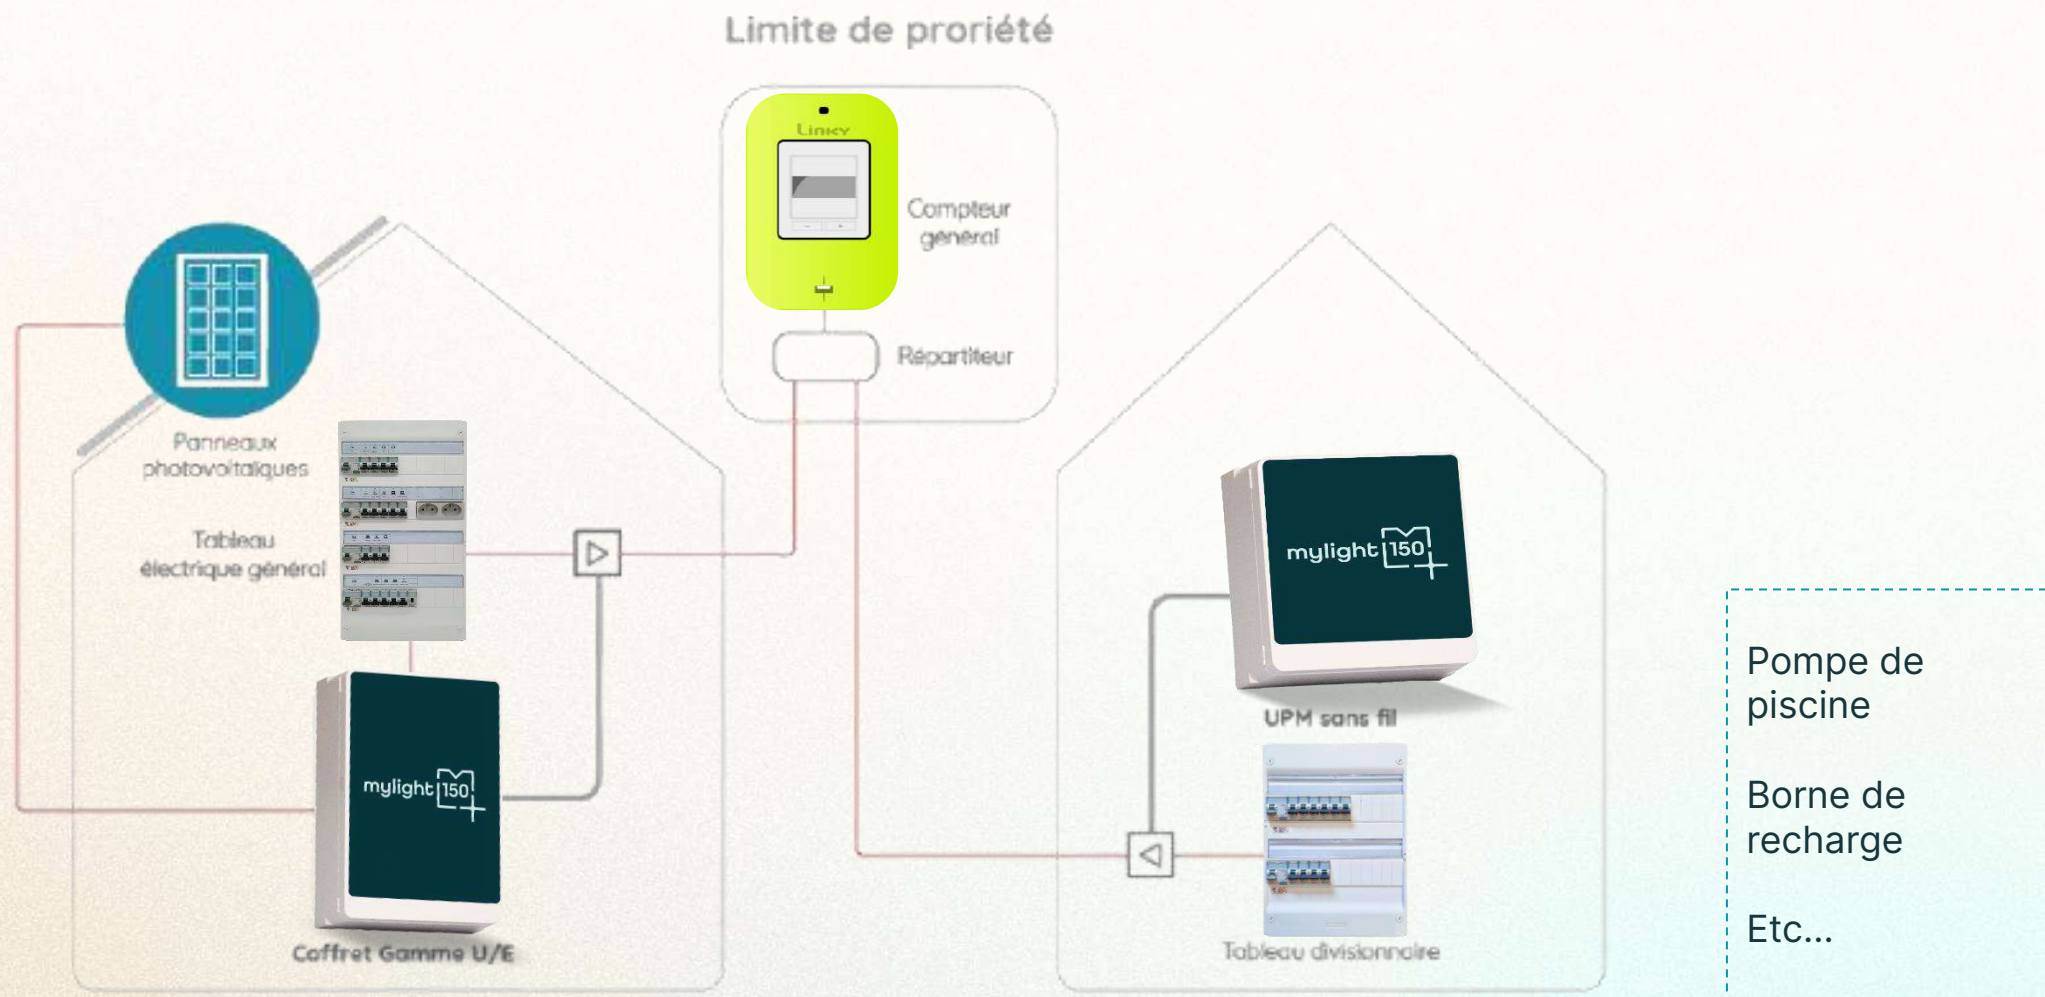 Limite de proriété
Linky
Compteur
général
Répartiteur
Panneaux
photovoltaïques
Tableau
électrique général
mylight 150
Coffret Gamme U/E
mylight 150
UPM sans fil
Tableau divisionnaire
Pompe de
piscine
Borne de
recharge
Etc...